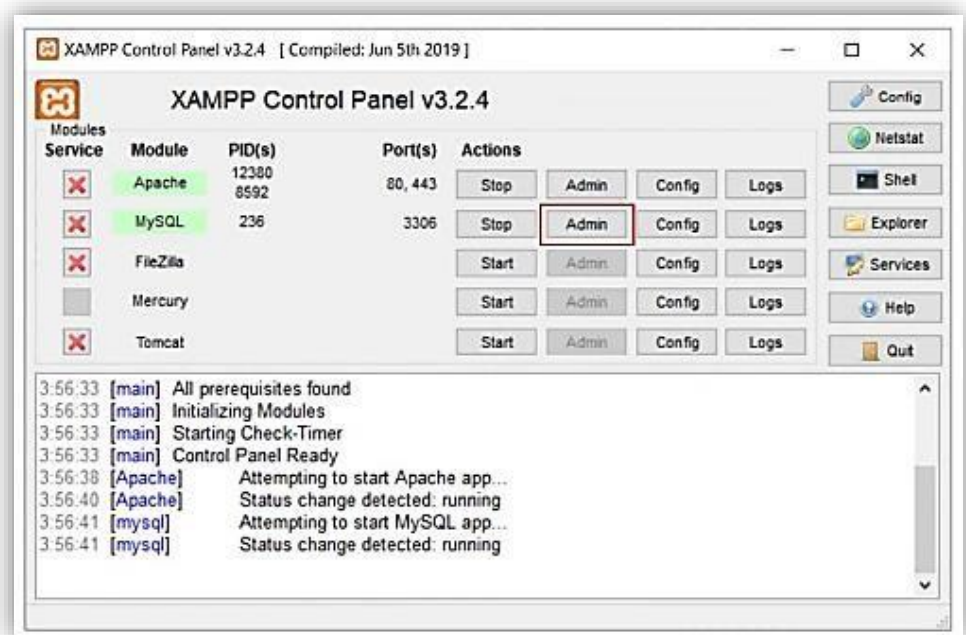 XAMPP Control Panel v3.2.4 [ Compiled: Jun 5th 2019 ]
XAMPP Control Panel v3.2.4
Config
Modules
Service Module PID(s) Port(s) Actions
Netstat
Apache 12380 8592 80, 443 Stop Admin Config Logs
Shell
MySQL 236 3306 Stop Admin Config Logs
Explorer
FileZilla Start Admin Config Logs
Services
Mercury Start Admin Config Logs
Help
Tomcat Start Admin Config Logs
Quit
3:56:33 [main] All prerequisites found
3:56:33 [main] Initializing Modules
3:56:33 [main] Starting Check-Timer
3:56:33 [main] Control Panel Ready
3:56:38 [Apache] Attempting to start Apache app...
3:56:40 [Apache] Status change detected: running
3:56:41 [mysql] Attempting to start MySQL app...
3:56:41 [mysql] Status change detected: running